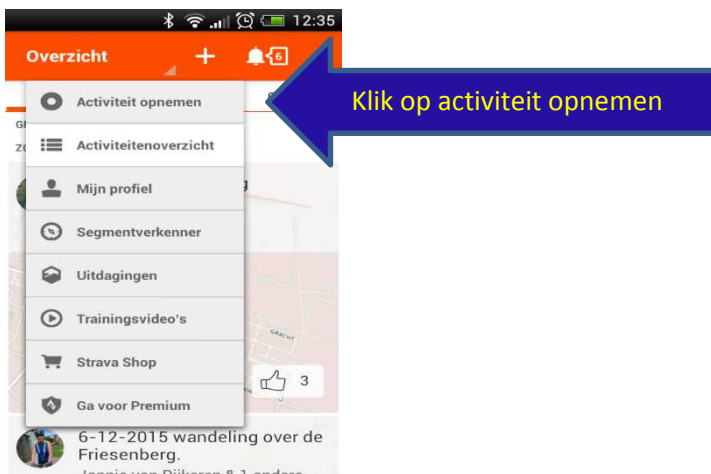 12:35
Overzicht
6
Klik op activiteit opnemen
Activiteit opnemen
Activiteitenoverzicht
Mijn profiel
Segmentverkenner
Uitdagingen
Trainingsvideo's
GRACHT
Strava Shop
3
Ga voor Premium
6-12-2015 wandeling over de
Friesenberg.